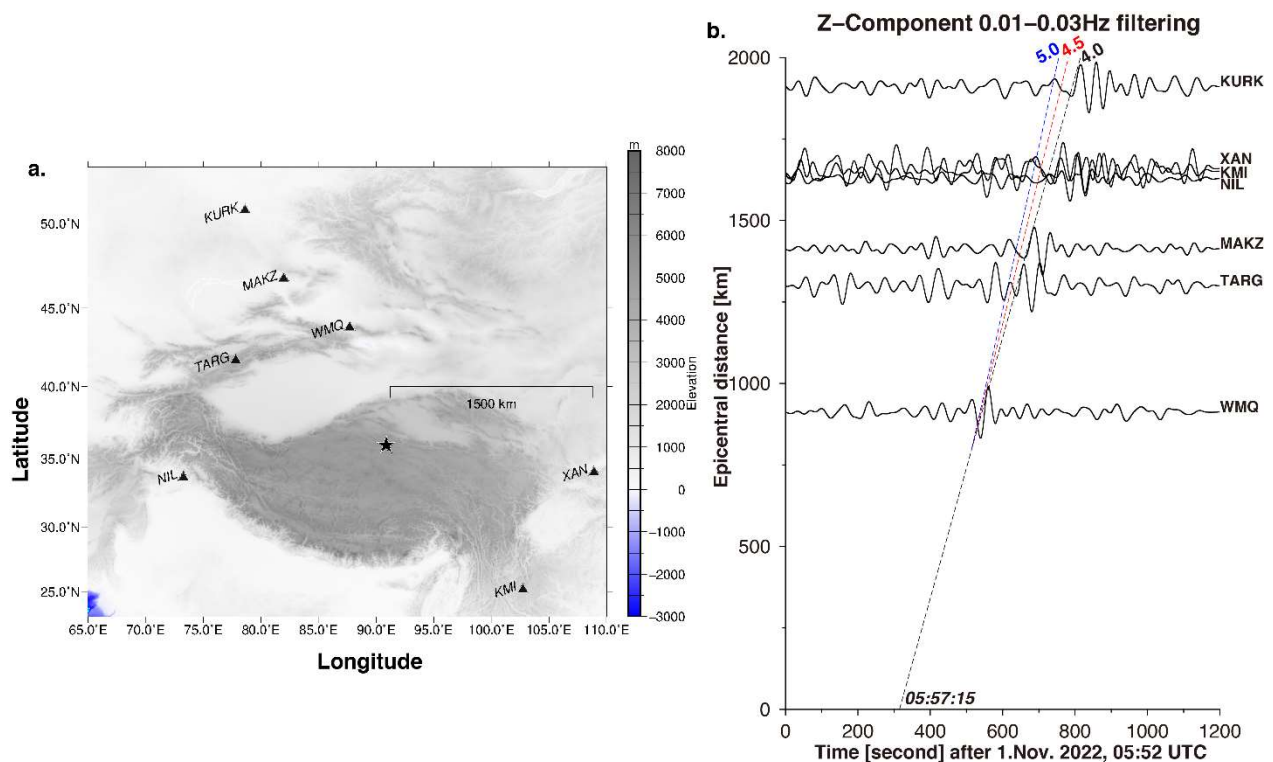 a.
50.0˚N
45.0˚N
40.0˚N
35.0˚N
30.0˚N
25.0˚N
65.0˚E
70.0˚E
75.0˚E
80.0˚E
85.0˚E
90.0˚E
95.0˚E
100.0˚E
105.0˚E
110.0˚E
Latitude
Longitude
KURK
MAKZ
WMQ
TARG
NIL
XAN
KMI
1500 km
m
8000
7000
6000
5000
4000
3000
2000
1000
0
−1000
−2000
−3000
Elevation
b.
Z−Component 0.01−0.03Hz filtering
5.0
4.5
4.0
2000
1500
1000
500
0
Epicentral distance [km]
KURK
XAN
KMI
NIL
MAKZ
TARG
WMQ
05:57:15
0
200
400
600
800
1000
1200
Time [second] after 1.Nov. 2022, 05:52 UTC